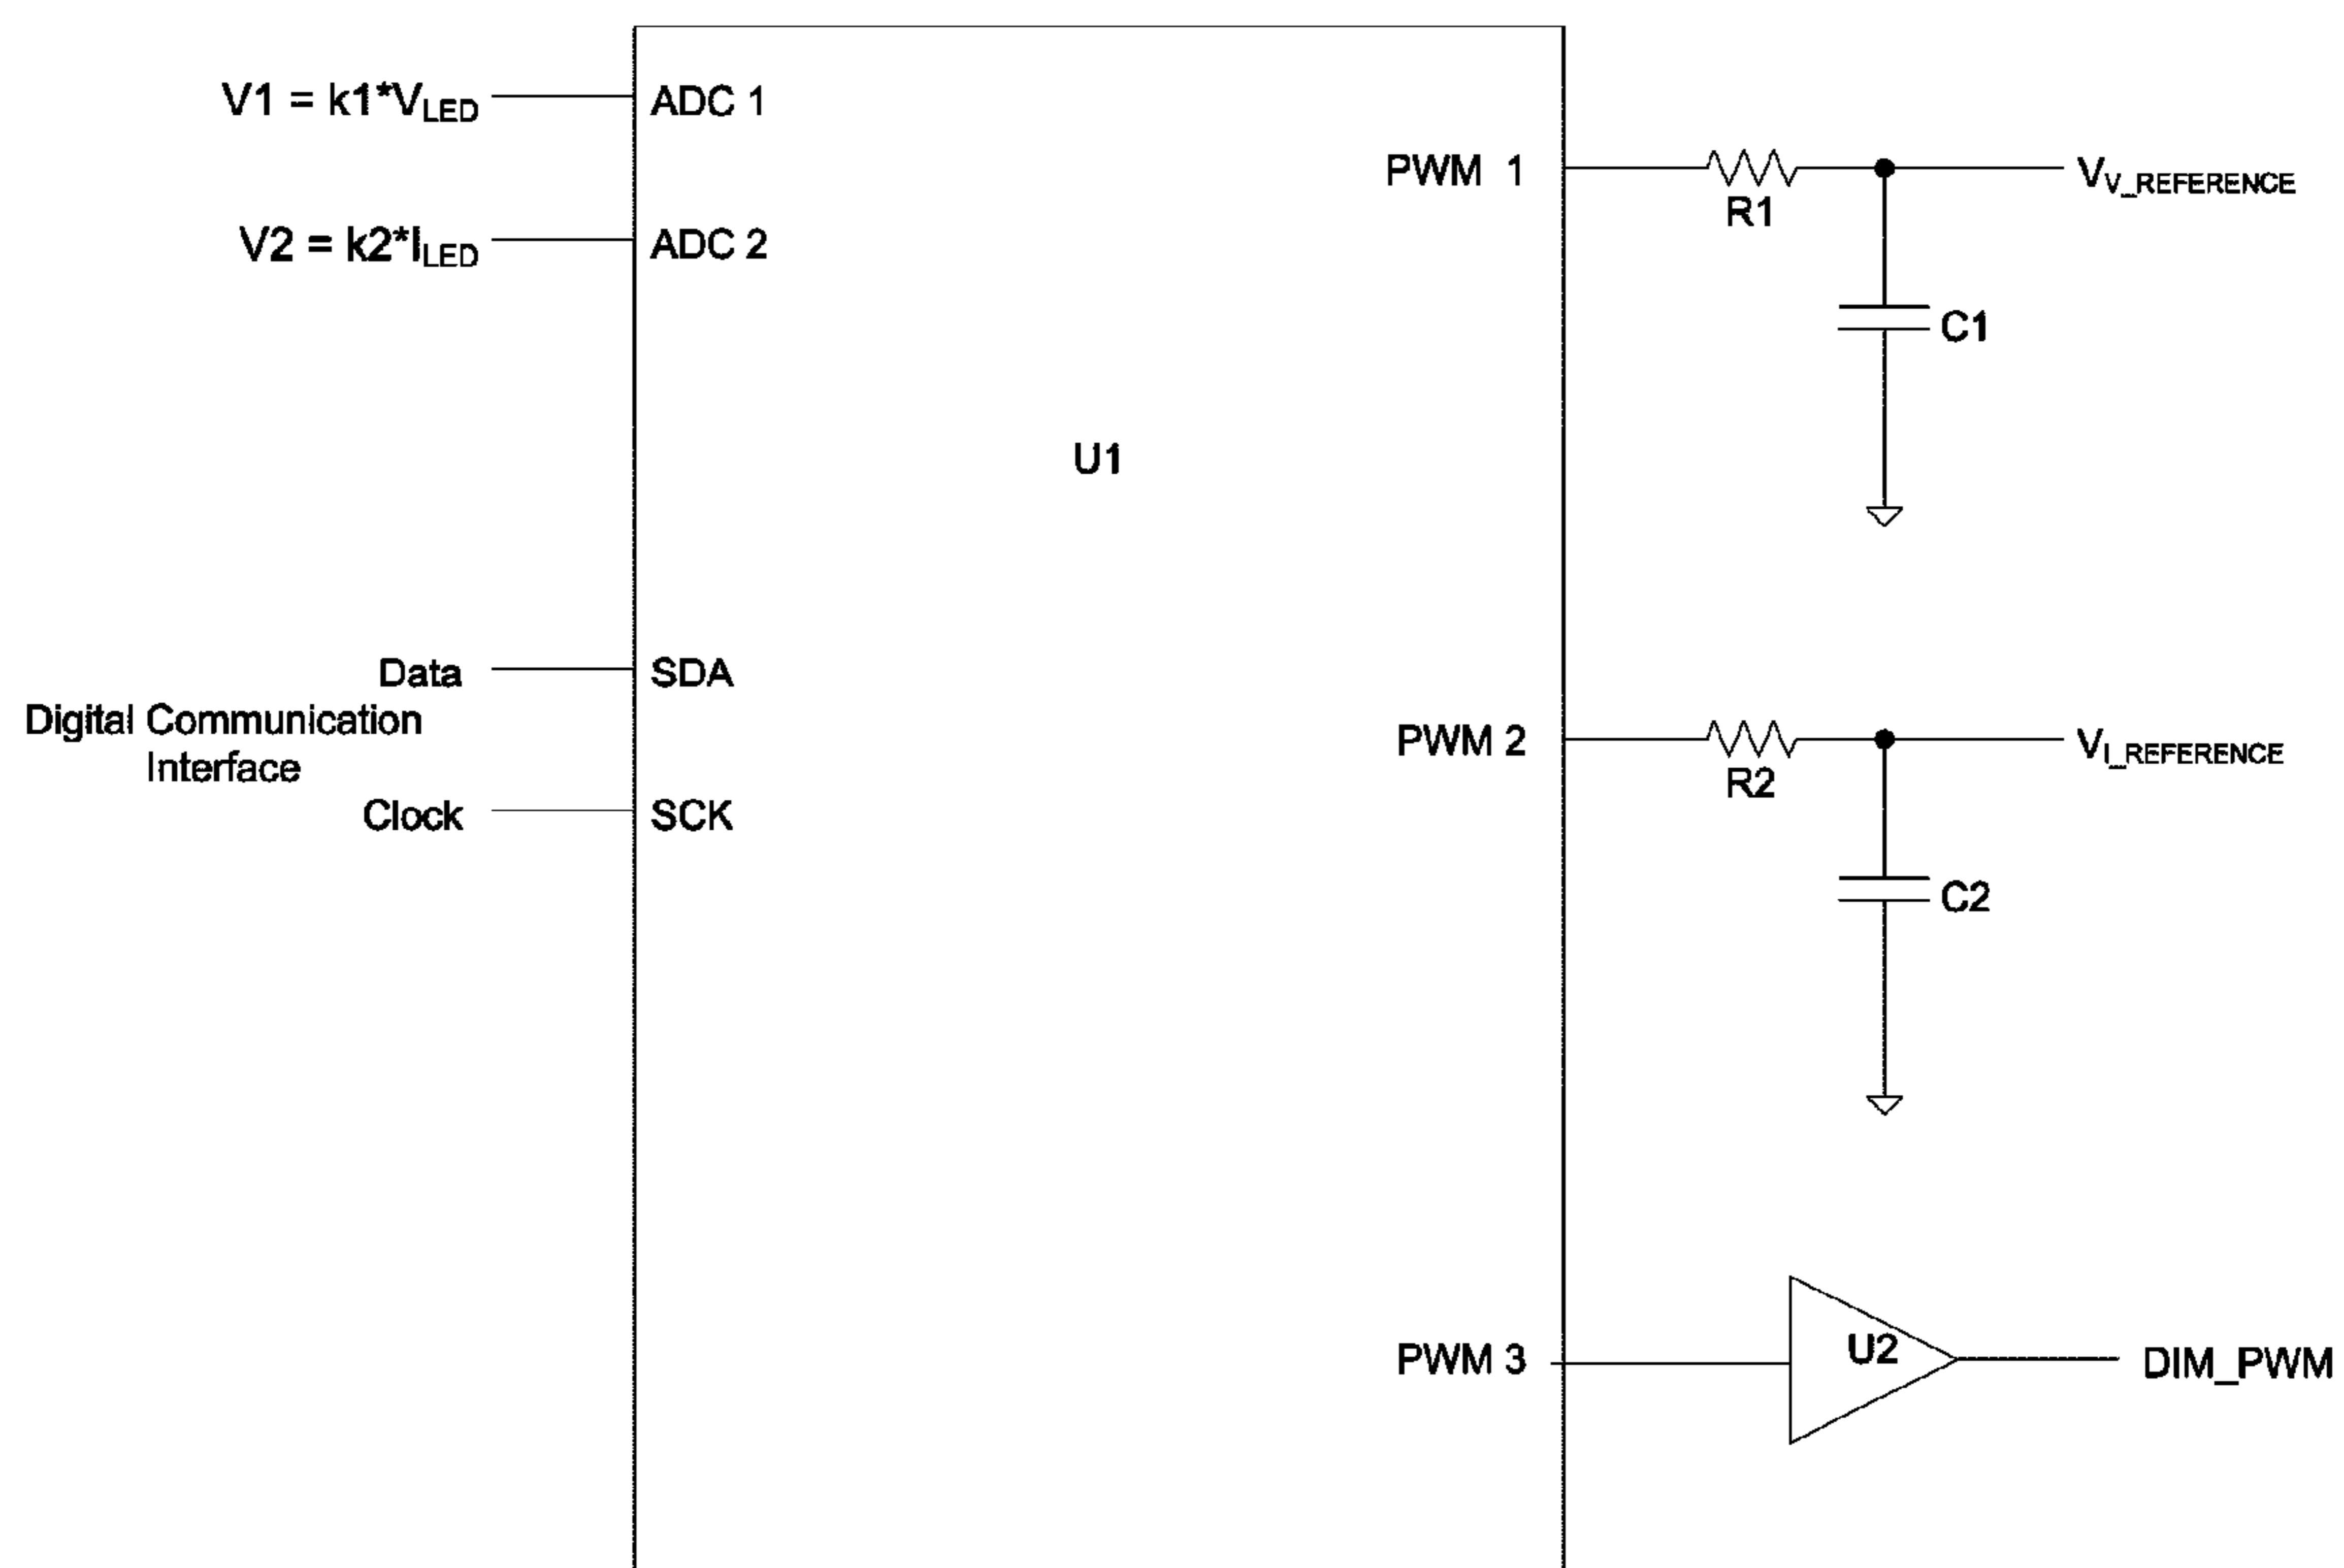 V1 = k1*VLED
ADC 1
PWM 1
R1
VV_REFERENCE
V2 = k2*ILED
ADC 2
C1
U1
Data
SDA
Digital Communication
Interface
Clock
SCK
PWM 2
R2
VI_REFERENCE
C2
PWM 3
U2
DIM_PWM